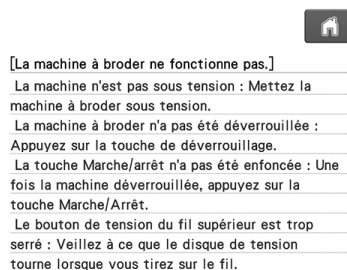 [La machine à broder ne fonctionne pas.]
La machine n'est pas sous tension : Mettez la
machine à broder sous tension.
La machine à broder n'a pas été déverrouillée :
Appuyez sur la touche de déverrouillage.
La touche Marche/arrêt n'a pas été enfoncée : Une
fois la machine déverrouillée, appuyez sur la
touche Marche/Arrêt.
Le bouton de tension du fil supérieur est trop
serré : Veillez à ce que le disque de tension
tourne lorsque vous tirez sur le fil.